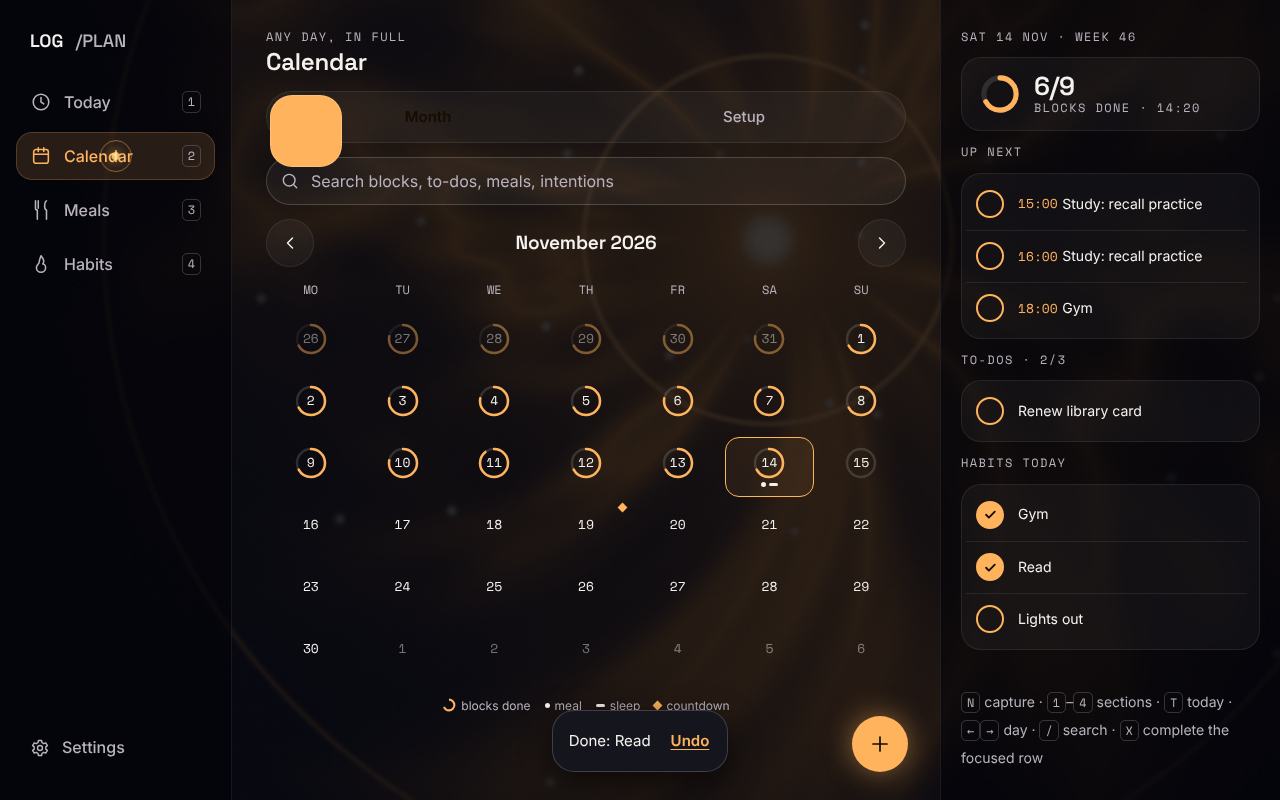 LOG /PLAN
Today 1
Calendar 2
Meals 3
Habits 4
Settings
ANY DAY, IN FULL
Calendar
Month Setup
Search blocks, to-dos, meals, intentions
November 2026
MO TU WE TH FR SA SU
26 27 28 29 30 31 1
2 3 4 5 6 7 8
9 10 11 12 13 14 15
16 17 18 19 20 21 22
23 24 25 26 27 28 29
30 1 2 3 4 5 6
blocks done meal sleep countdown
Done: Read Undo
SAT 14 NOV · WEEK 46
6/9
BLOCKS DONE · 14:20
UP NEXT
15:00 Study: recall practice
16:00 Study: recall practice
18:00 Gym
TO-DOS · 2/3
Renew library card
HABITS TODAY
Gym
Read
Lights out
N capture · 1–4 sections · T today ·
← → day · / search · X complete the
focused row